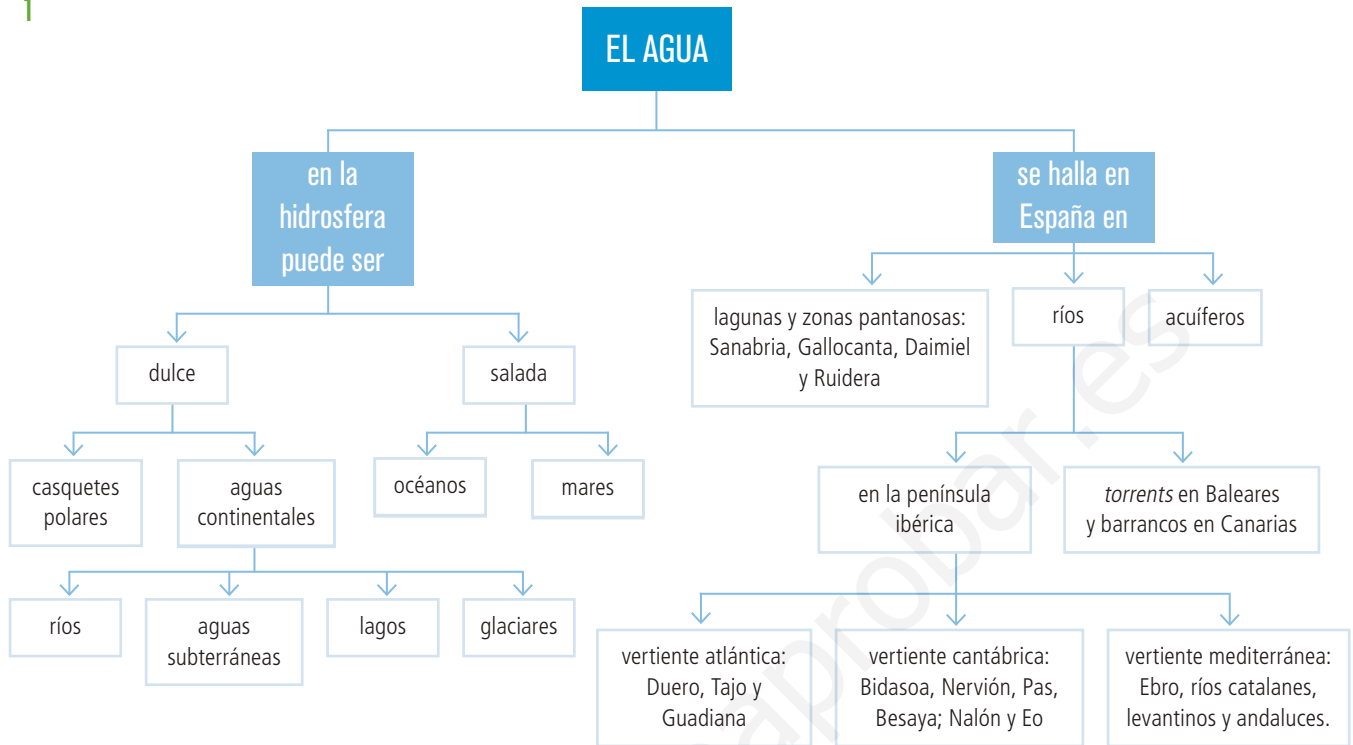 1
EL AGUA
en la
hidrosfera
puede ser
se halla en
España en
dulce
salada
casquetes
polares
aguas
continentales
océanos
mares
ríos
aguas
subterráneas
lagos
glaciares
lagunas y zonas pantanosas:
Sanabria, Gallocanta, Daimiel
y Ruidera
ríos
acuíferos
en la península
ibérica
torrents en Baleares
y barrancos en Canarias
vertiente atlántica:
Duero, Tajo y
Guadiana
vertiente cantábrica:
Bidasoa, Nervión, Pas,
Besaya; Nalón y Eo
vertiente mediterránea:
Ebro, ríos catalanes,
levantinos y andaluces.
aprobar.es